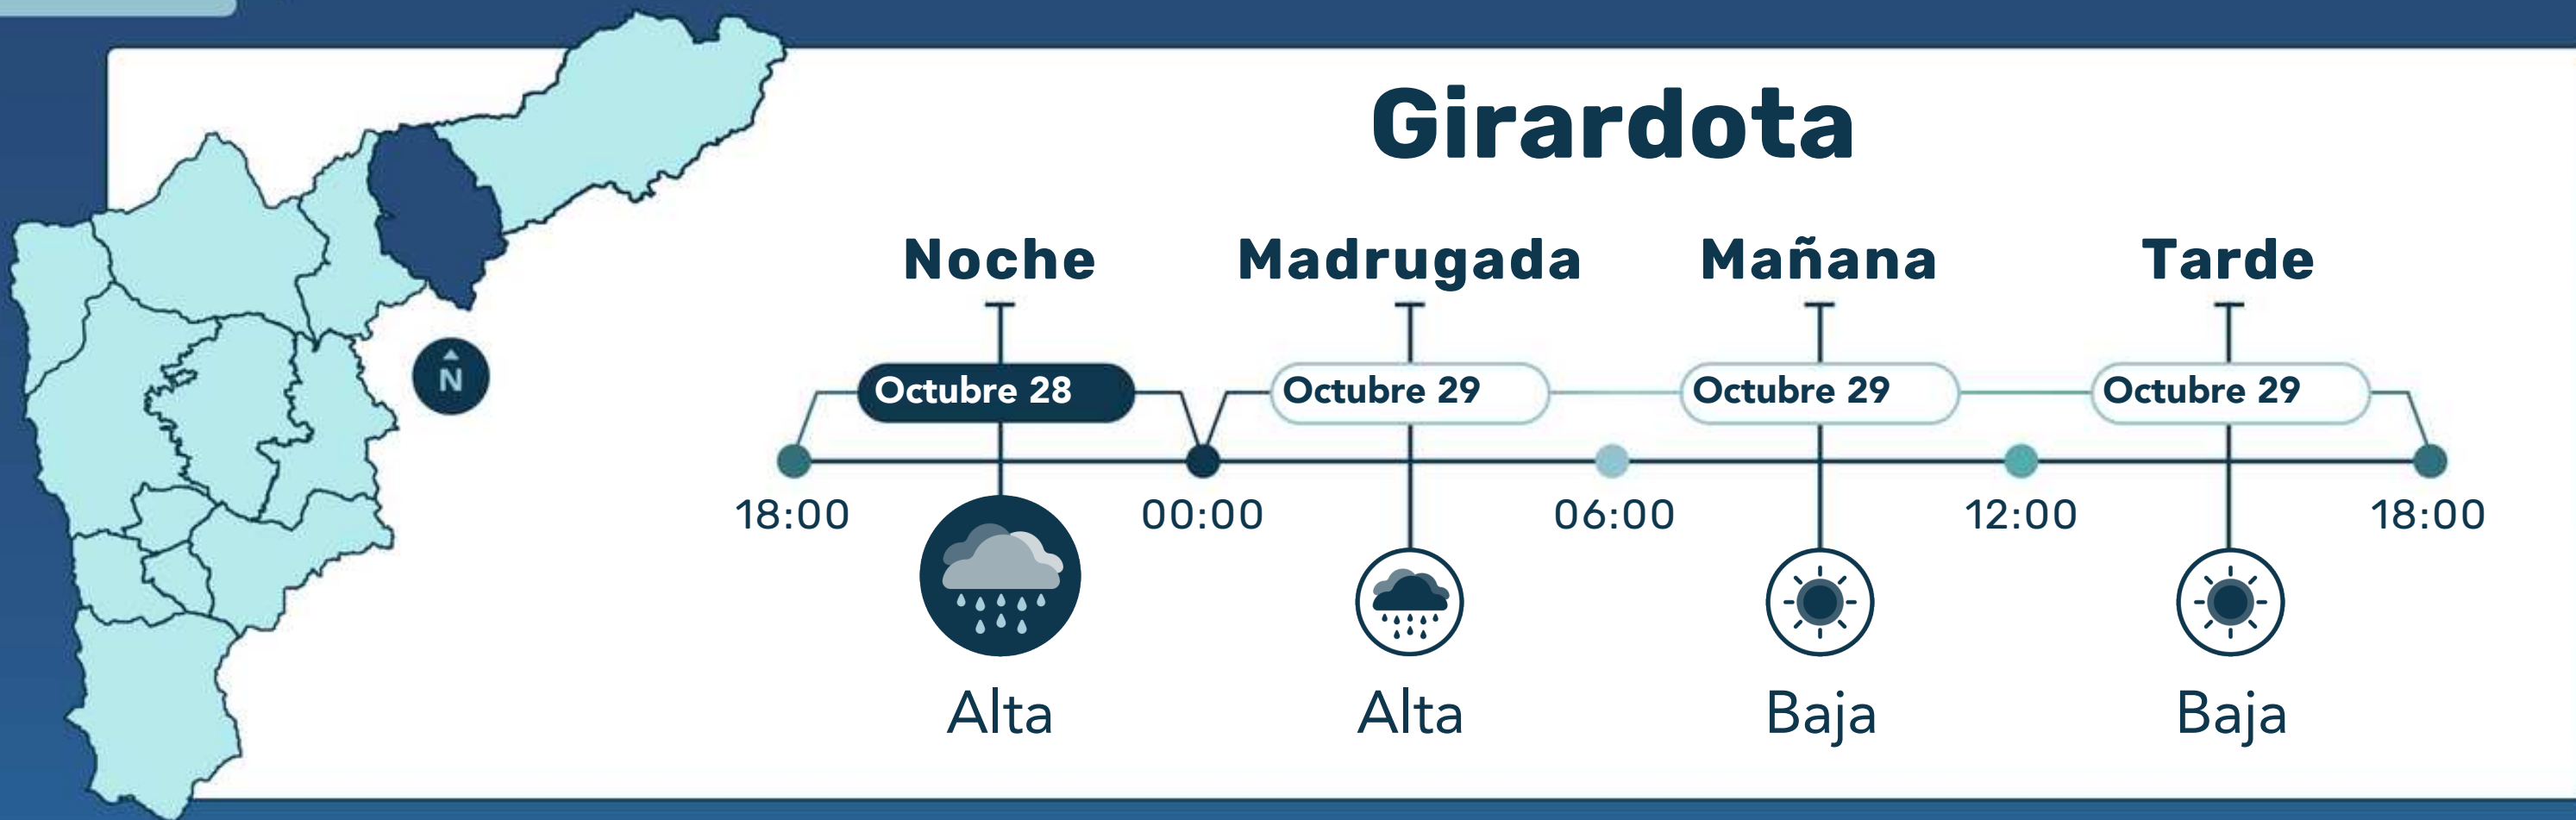 Girardota
Noche
Madrugada
Mañana
Tarde
Octubre 28
Octubre 29
Octubre 29
Octubre 29
N
18:00
00:00
06:00
12:00
18:00
Alta
Alta
Baja
Baja